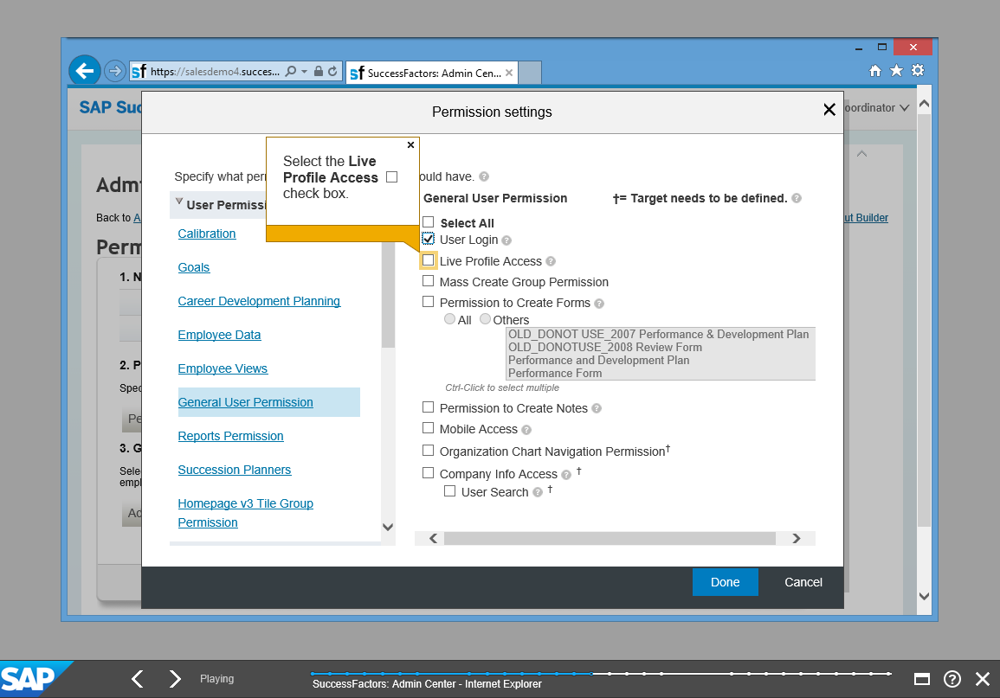 sf https://salesdemo4.succes...
sf SuccessFactors: Admin Cen...
SAP Suc
oordinator
Permission settings
Select the Live
Profile Access
check box.
Specify what per
ould have.
Adm
User Permissi
General User Permission
†= Target needs to be defined.
Back to A
ut Builder
Select All
Calibration
User Login
Perm
Live Profile Access
Goals
1. N
Mass Create Group Permission
Career Development Planning
Permission to Create Forms
All Others
Employee Data
OLD_DONOT USE_2007 Performance & Development Plan
OLD_DONOTUSE_2008 Review Form
Performance and Development Plan
Performance Form
2. P
Employee Views
Spec
Ctrl-Click to select multiple
General User Permission
Permission to Create Notes
Pe
Mobile Access
Reports Permission
3. G
Organization Chart Navigation Permission†
Sele
empl
Succession Planners
Company Info Access †
User Search †
Homepage v3 Tile Group
Permission
Ad
Done
Cancel
SAP
Playing
SuccessFactors: Admin Center - Internet Explorer